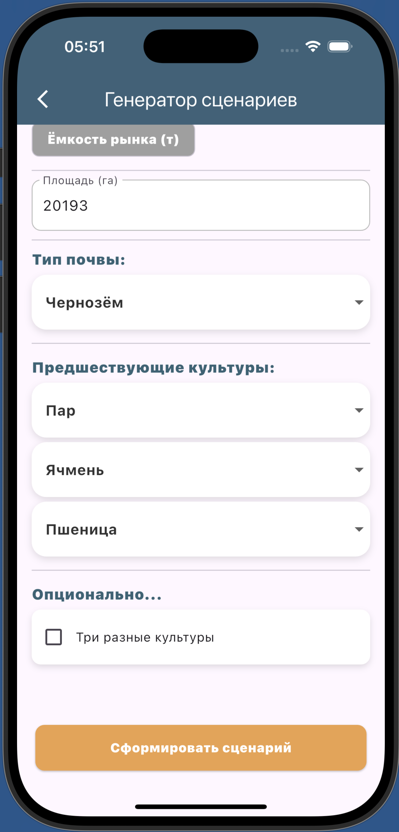 05:51
Генератор сценариев
Ёмкость рынка (т)
Площадь (га)
20193
Тип почвы:
Чернозём
Предшествующие культуры:
Пар
Ячмень
Пшеница
Опционально...
Три разные культуры
Сформировать сценарий